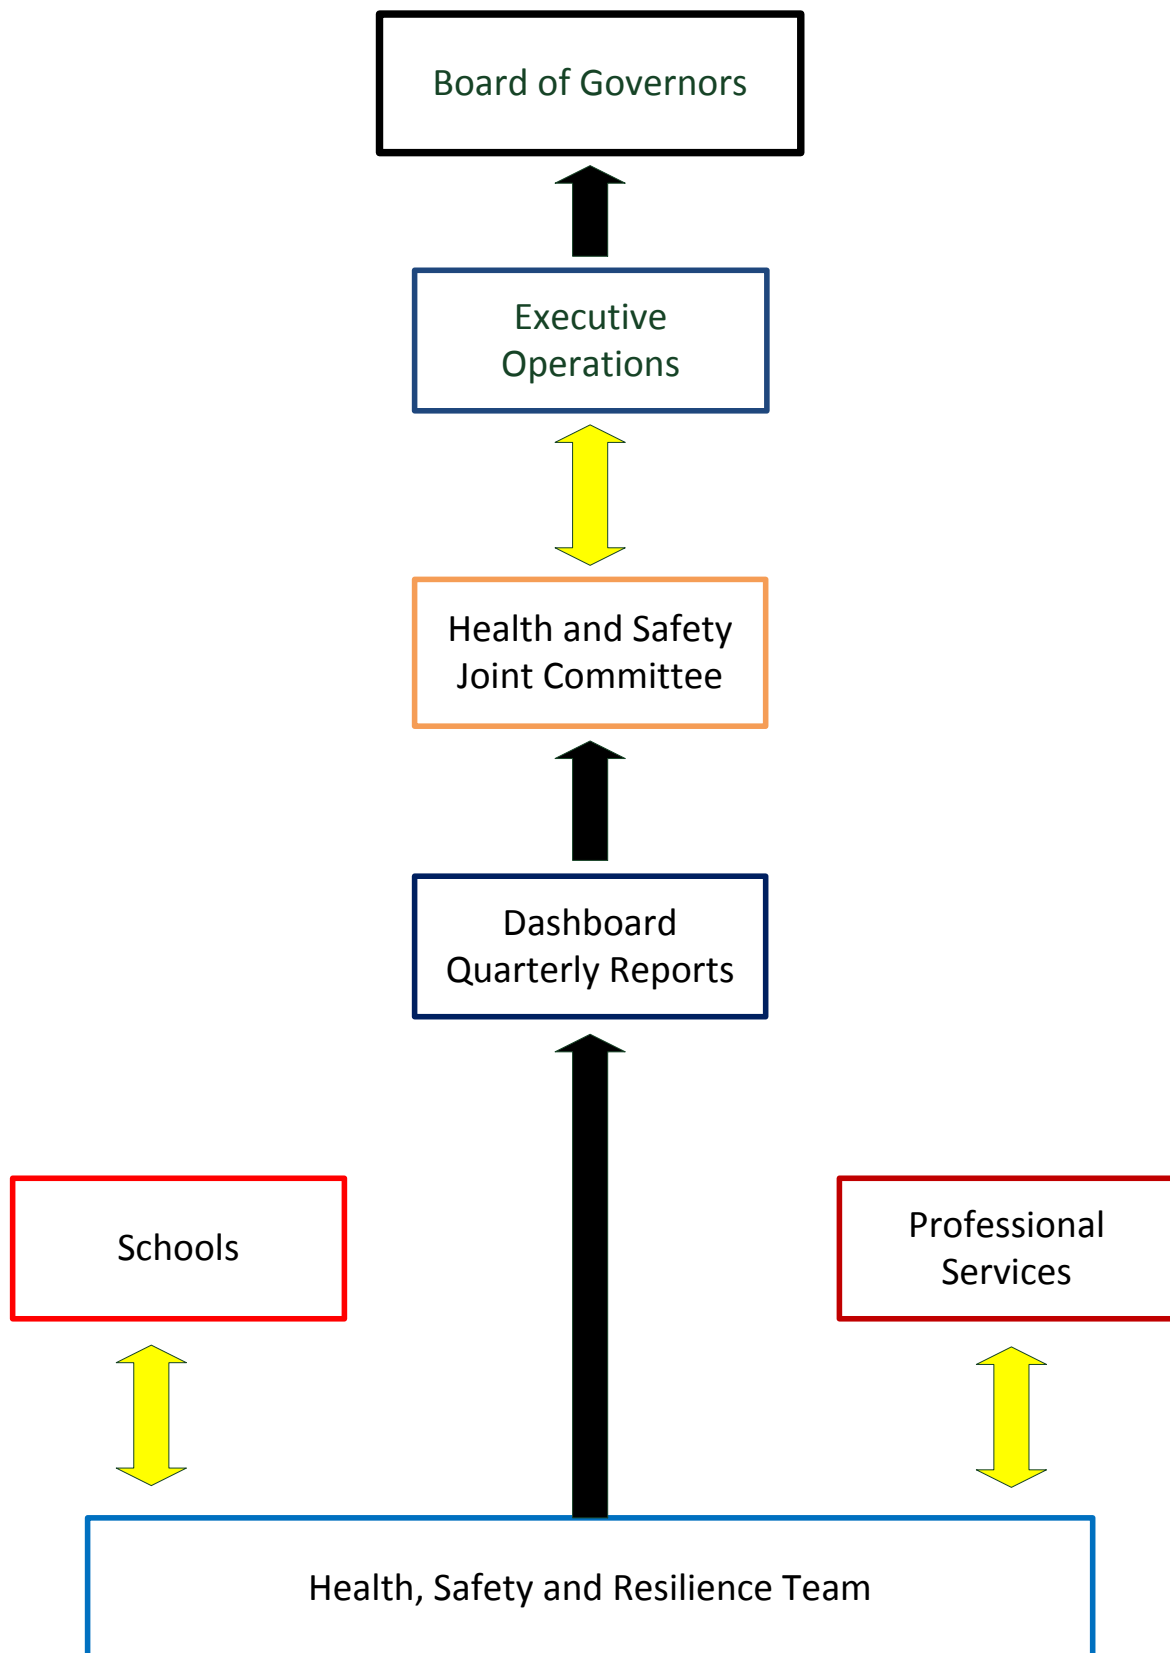 Board of Governors
Executive
Operations
Health and Safety
Joint Committee
Dashboard
Quarterly Reports
Schools
Professional
Services
Health, Safety and Resilience Team